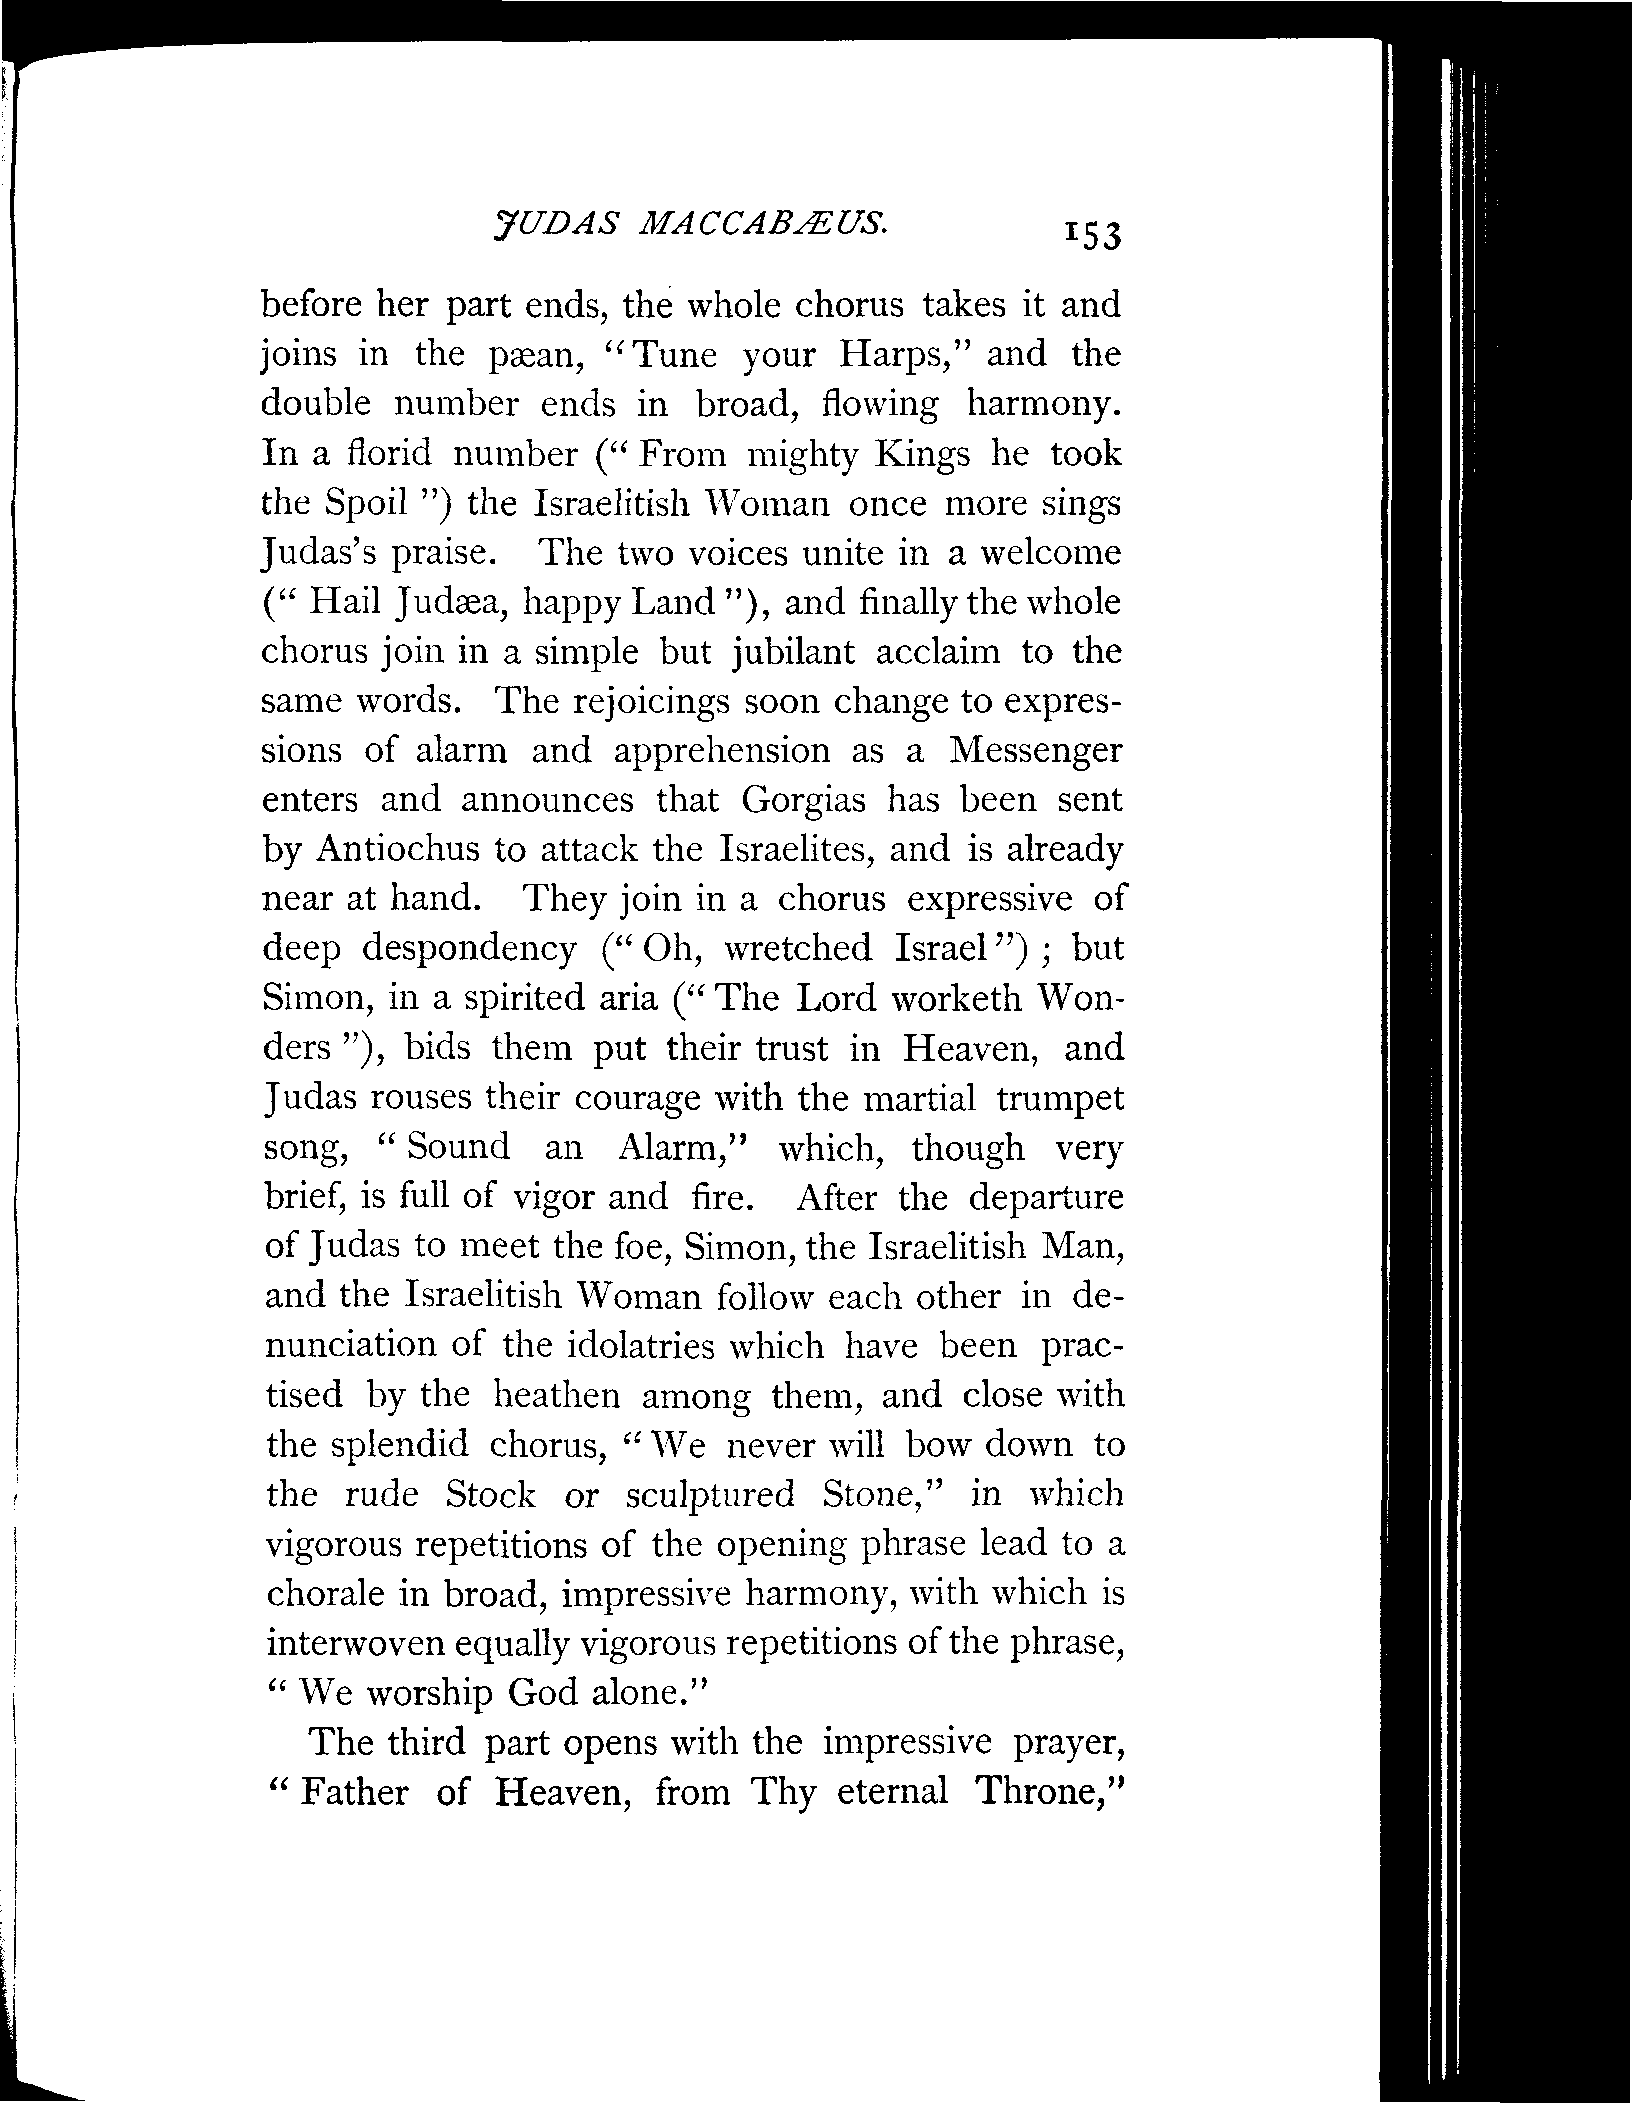 JUDAS MACCABÆUS. 153
before her part ends, the whole chorus takes it and
joins in the pæan, “Tune your Harps,” and the
double number ends in broad, flowing harmony.
In a florid number (“ From mighty Kings he took
the Spoil ”) the Israelitish Woman once more sings
Judas’s praise. The two voices unite in a welcome
(“ Hail Judæa, happy Land ”), and finally the whole
chorus join in a simple but jubilant acclaim to the
same words. The rejoicings soon change to expres-
sions of alarm and apprehension as a Messenger
enters and announces that Gorgias has been sent
by Antiochus to attack the Israelites, and is already
near at hand. They join in a chorus expressive of
deep despondency (“ Oh, wretched Israel”) ; but
Simon, in a spirited aria (“ The Lord worketh Won-
ders ”), bids them put their trust in Heaven, and
Judas rouses their courage with the martial trumpet
song, “ Sound an Alarm,” which, though very
brief, is full of vigor and fire. After the departure
of Judas to meet the foe, Simon, the Israelitish Man,
and the Israelitish Woman follow each other in de-
nunciation of the idolatries which have been prac-
tised by the heathen among them, and close with
the splendid chorus, “ We never will bow down to
the rude Stock or sculptured Stone,” in which
vigorous repetitions of the opening phrase lead to a
chorale in broad, impressive harmony, with which is
interwoven equally vigorous repetitions of the phrase,
“ We worship God alone.”
The third part opens with the impressive prayer,
“ Father of Heaven, from Thy eternal Throne,”